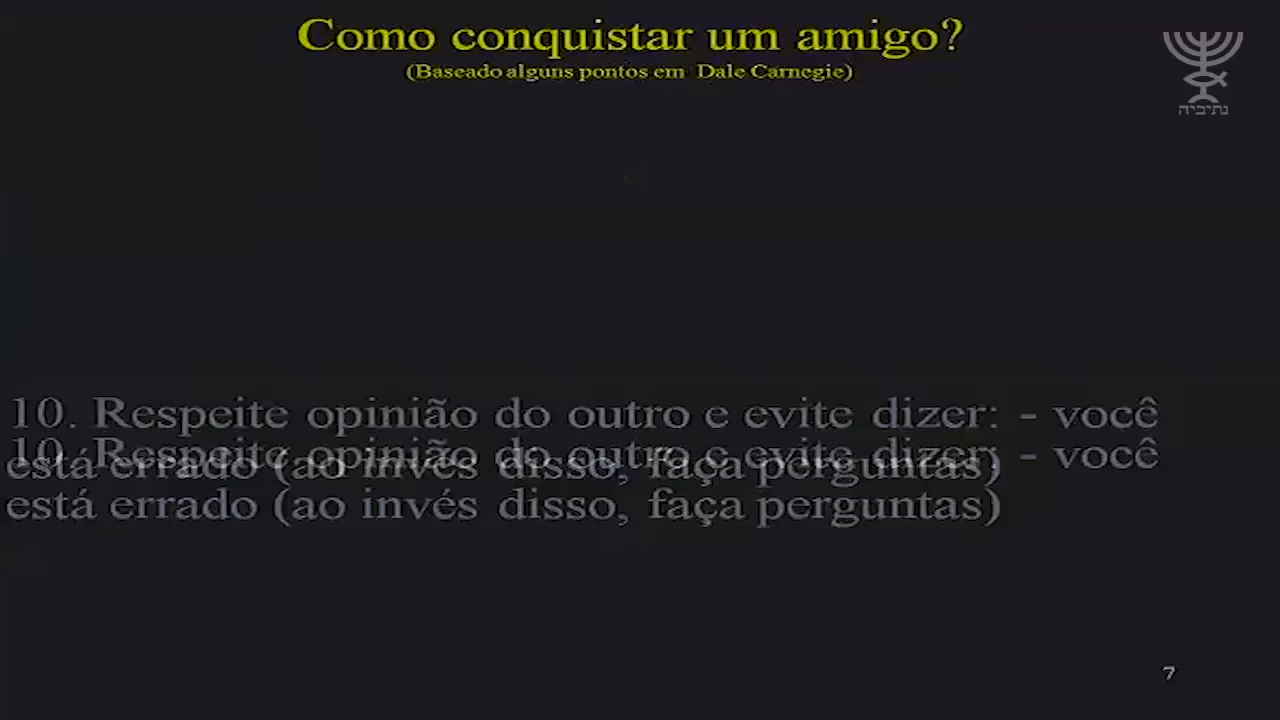 Como conquistar um amigo?
(Baseado alguns pontos em Dale Carnegie)
נתיביה
10. Respeite opinião do outro e evite dizer: - você
10. Respeite opinião do outro e evite dizer: - você
está errado (ao invés disso, faça perguntas)
está errado (ao invés disso, faça perguntas)
7